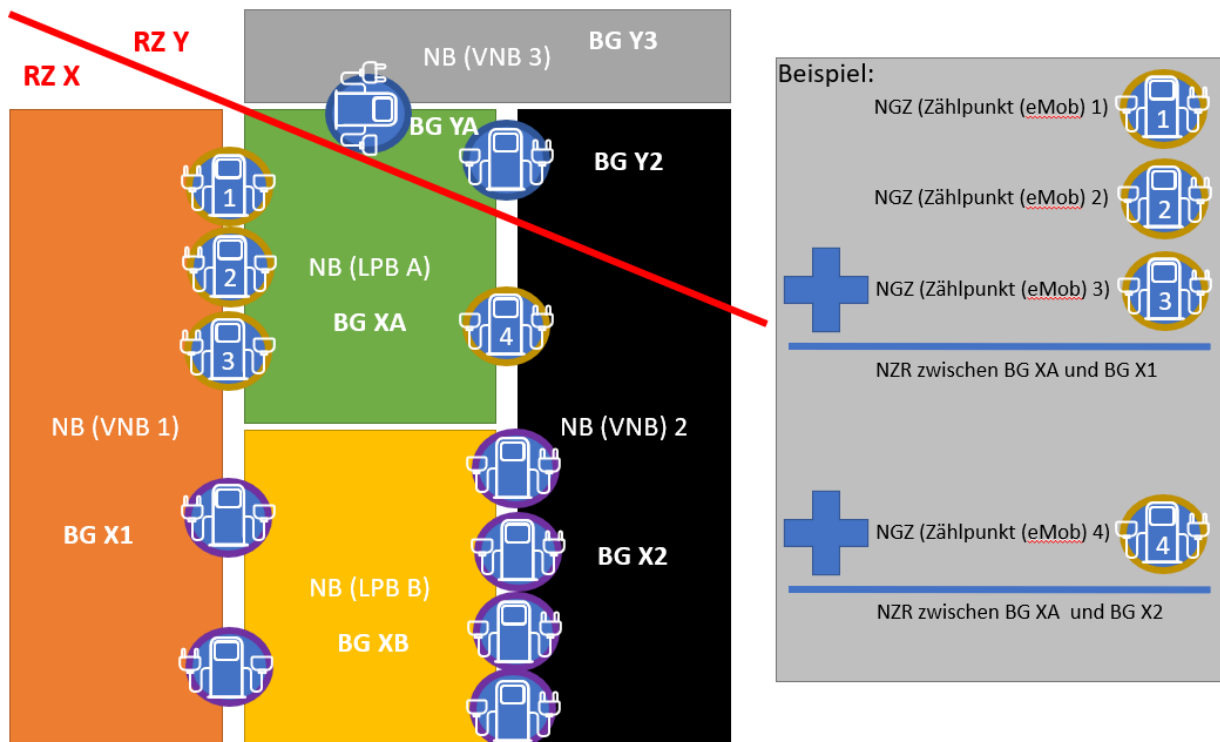 RZ Y
RZ X
BG Y3
NB (VNB 3)
BG YA
BG Y2
1
2
3
NB (LPB A)
BG XA
4
NB (VNB 1)
NB (VNB) 2
BG X1
BG X2
NB (LPB B)
BG XB
Beispiel:
NGZ (Zählpunkt (eMob) 1)
1
NGZ (Zählpunkt (eMob) 2)
2
NGZ (Zählpunkt (eMob) 3)
3
NZR zwischen BG XA und BG X1
NGZ (Zählpunkt (eMob) 4)
4
NZR zwischen BG XA und BG X2